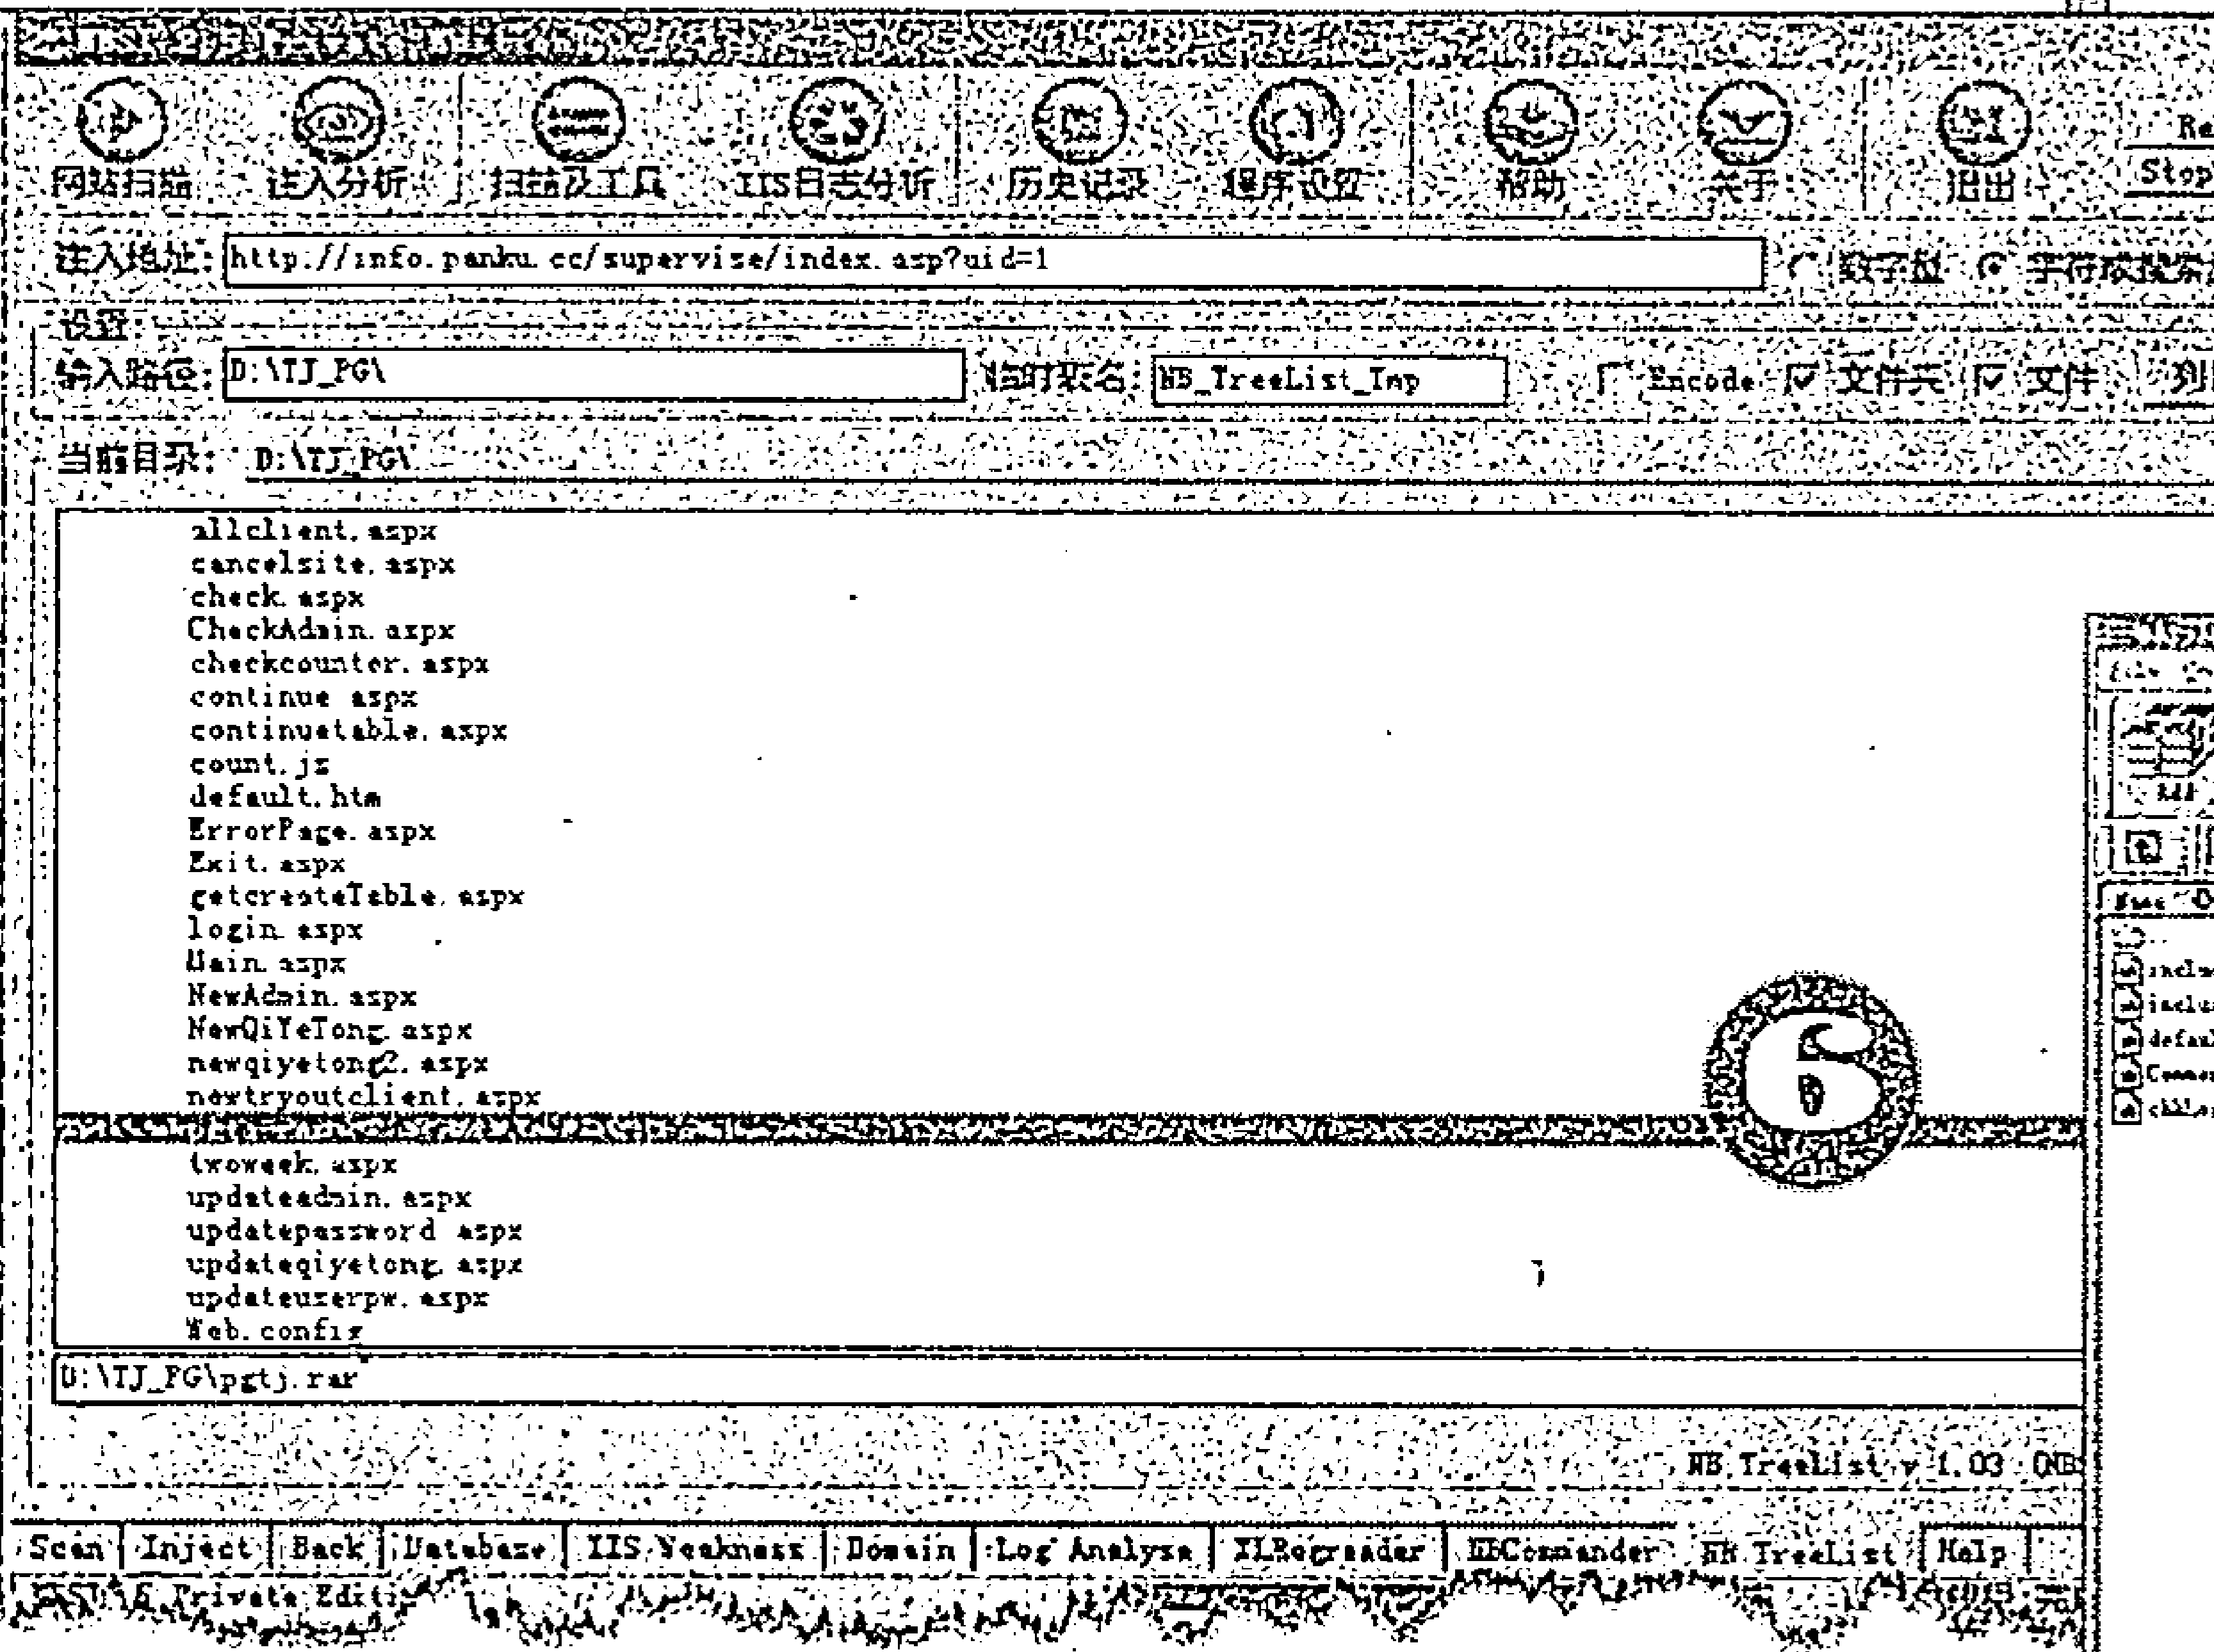 网站扫描 注入分析 扫描及工具 IIS日志分析 历史记录 程序设置 帮助 关于 退出
Stop
注入地址: http://info.panku.cc/supervise/index.asp?uid=1 数字型
设置:
输入路径: D:\TJ_PG\ 临时表名: NB_TreeList_Tmp Encode 文件夹 文件
当前目录: D:\TJ_PG\
allclient.aspx
cancelsite.aspx
check.aspx
CheckAdmin.aspx
checkcounter.aspx
continue.aspx
continuetable.aspx
count.js
default.htm
ErrorPage.aspx
Exit.aspx
getcreateTable.aspx
login.aspx
Main.aspx
NewAdmin.aspx
NewQiYeTong.aspx
newqiyetong2.aspx
newtryoutclient.aspx
6
twoweek.aspx
updateadmin.aspx
updatepassword.aspx
updateqiyetong.aspx
updateuserpw.aspx
Web.config
D:\TJ_PG\pgtj.rar
NB TreeList v 1.03 (NB
Scan Inject Back Database IIS Weakness Domain Log Analyse XLRegreader NBCommander NB TreeList Help
Private Editi